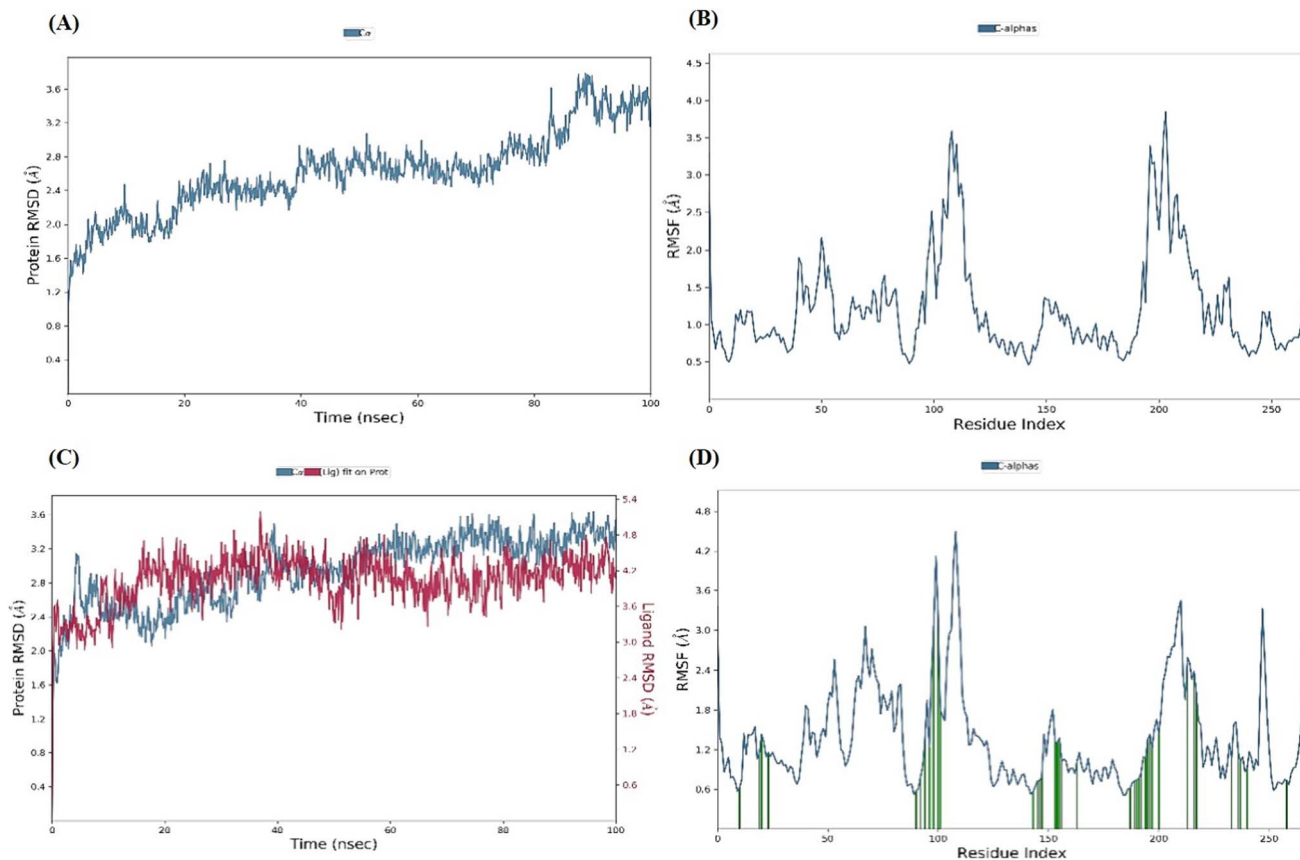 (A)
Cα
Protein RMSD (Å)
3.6
3.2
2.8
2.4
2.0
1.6
1.2
0.8
0.4
0 20 40 60 80 100
Time (nsec)
(B)
C-alphas
RMSF (Å)
4.5
4.0
3.5
3.0
2.5
2.0
1.5
1.0
0.5
0 50 100 150 200 250
Residue Index
(C)
Cα (Lig) fit on Prot
Protein RMSD (Å)
3.6
3.2
2.8
2.4
2.0
1.6
1.2
0.8
0.4
0 20 40 60 80 100
Time (nsec)
5.4
4.8
4.2
3.6
3.0
2.4
1.8
1.2
0.6
Ligand RMSD (Å)
(D)
C-alphas
RMSF (Å)
4.8
4.2
3.6
3.0
2.4
1.8
1.2
0.6
0 50 100 150 200 250
Residue Index